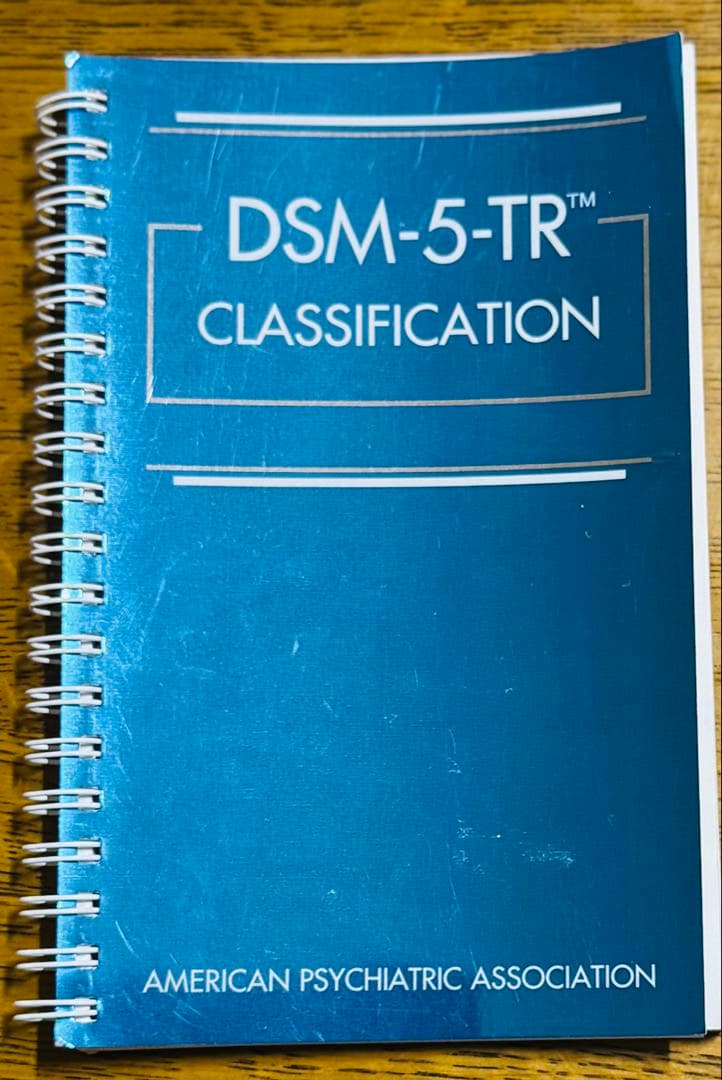 DSM-5-TR™
CLASSIFICATION
AMERICAN PSYCHIATRIC ASSOCIATION